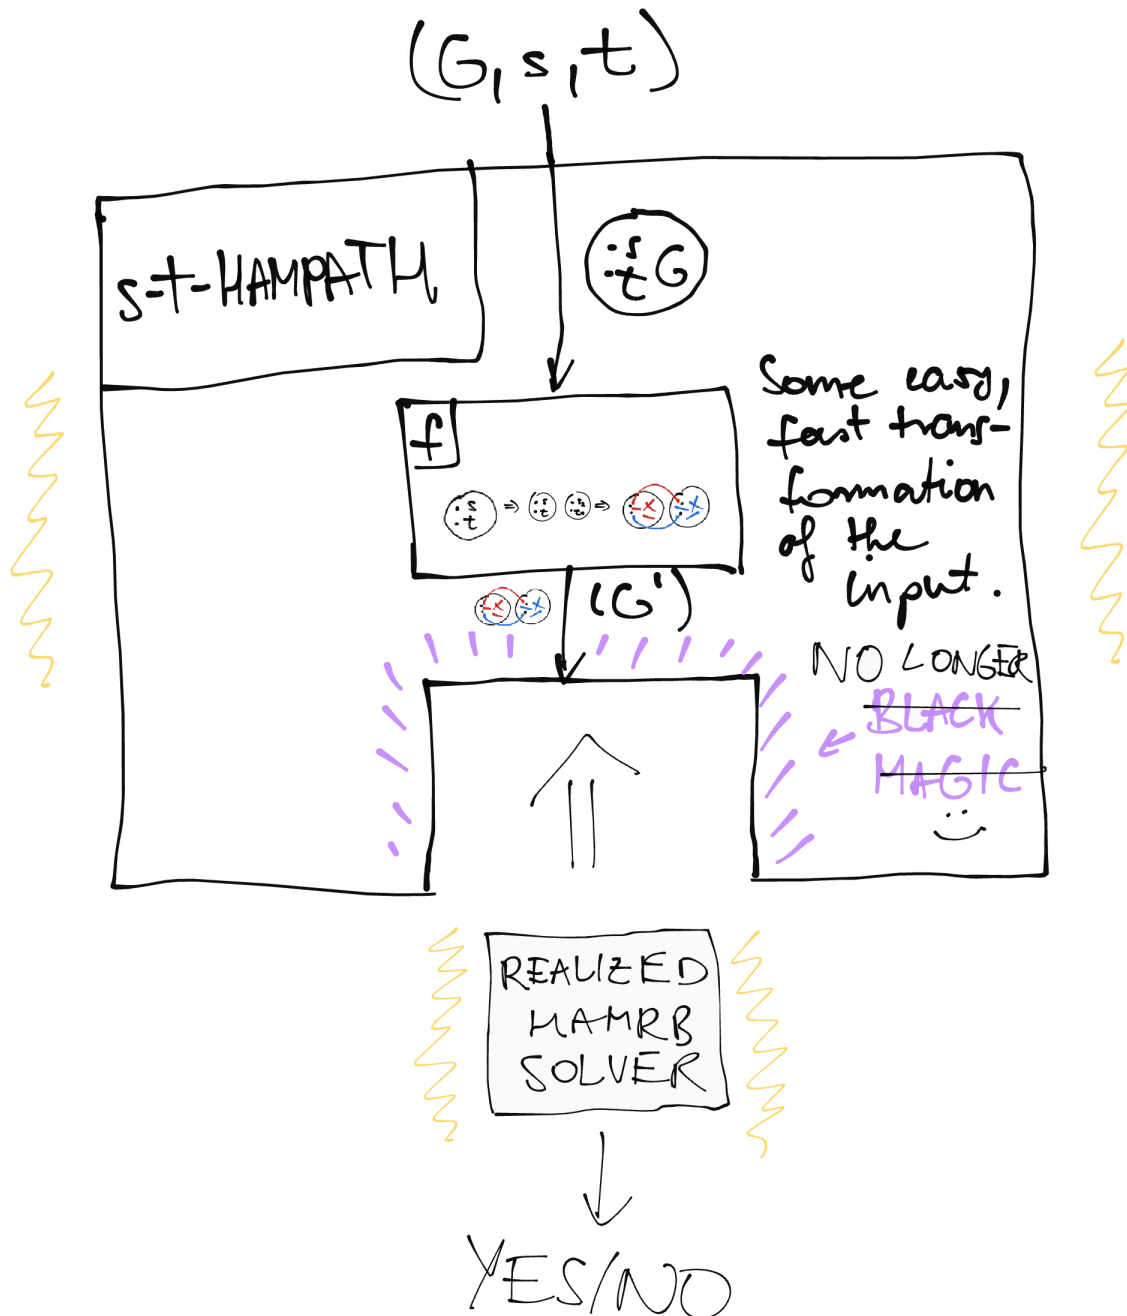 (G, s, t)
s-t-HAMPATH
s
t
G
f
Some easy,
fast trans-
formation
of the
input.
s
t
⇒
s
t
⇒
(G')
NO LONGER
BLACK
MAGIC
REALIZED
HAMRB
SOLVER
YES/NO